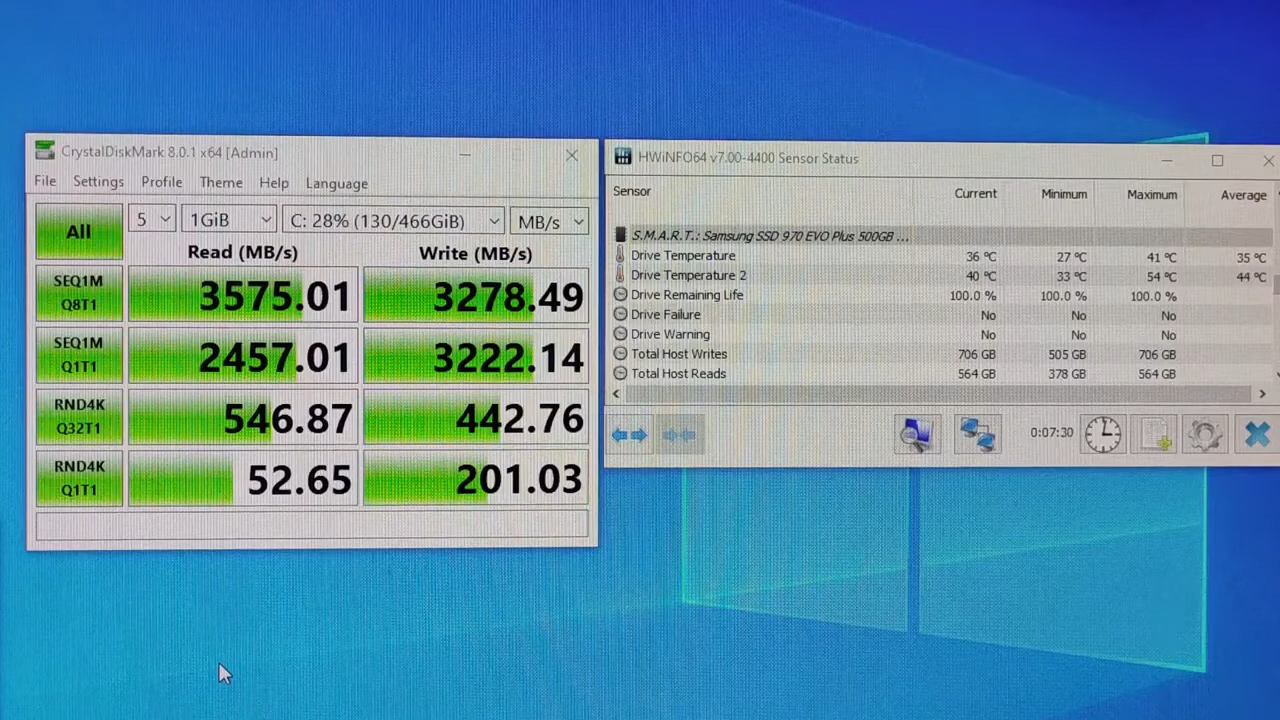 CrystalDiskMark 8.0.1 x64 [Admin]
File Settings Profile Theme Help Language
All 5 1GiB C: 28% (130/466GiB) MB/s
Read (MB/s) Write (MB/s)
SEQ1M
Q8T1
3575.01 3278.49
SEQ1M
Q1T1
2457.01 3222.14
RND4K
Q32T1
546.87 442.76
RND4K
Q1T1
52.65 201.03
HWiNFO64 v7.00-4400 Sensor Status
Sensor Current Minimum Maximum Average
S.M.A.R.T.: Samsung SSD 970 EVO Plus 500GB ...
Drive Temperature 36 °C 27 °C 41 °C 35 °C
Drive Temperature 2 40 °C 33 °C 54 °C 44 °C
Drive Remaining Life 100.0 % 100.0 % 100.0 %
Drive Failure No No No
Drive Warning No No No
Total Host Writes 706 GB 505 GB 706 GB
Total Host Reads 564 GB 378 GB 564 GB
0:07:30